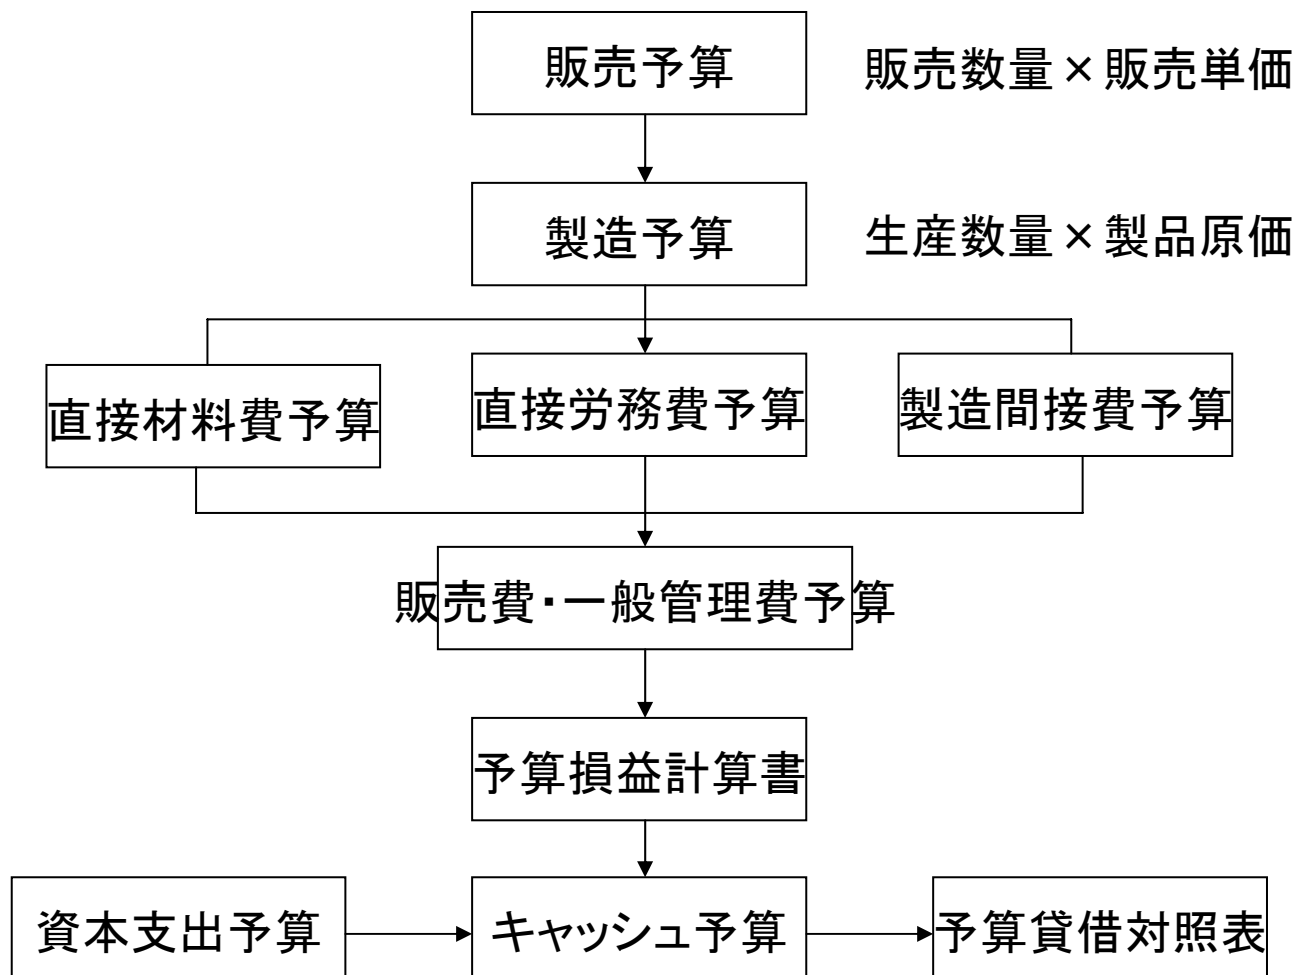 販売予算
販売数量×販売単価
製造予算
生産数量×製品原価
直接材料費予算
直接労務費予算
製造間接費予算
販売費・一般管理費予算
予算損益計算書
資本支出予算
キャッシュ予算
予算貸借対照表